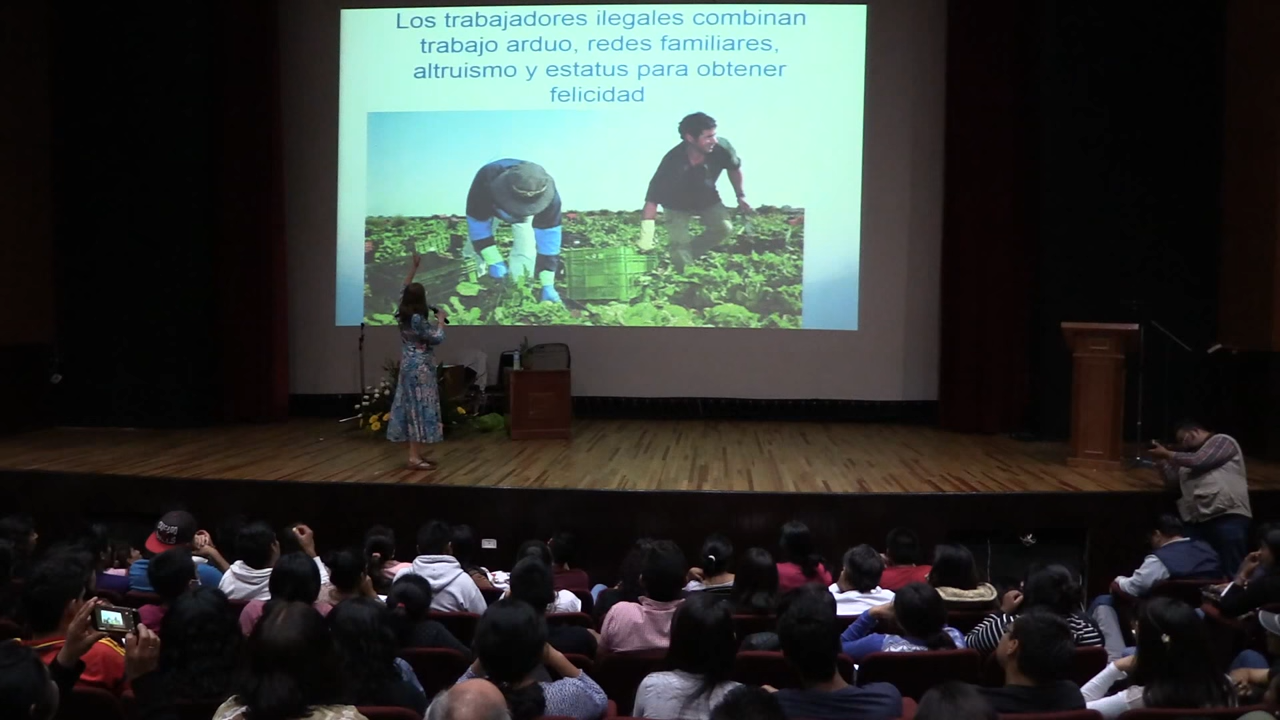 Los trabajadores ilegales combinan
trabajo arduo, redes familiares,
altruismo y estatus para obtener
felicidad